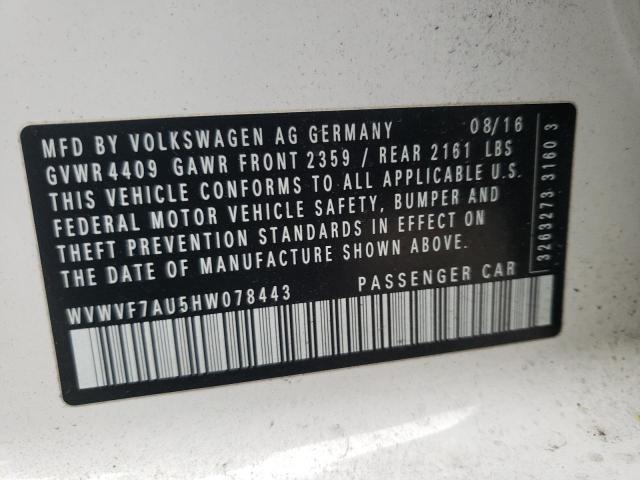 MFD BY VOLKSWAGEN AG GERMANY 08/16
GVWR 4409 GAWR FRONT 2359 / REAR 2161 LBS
THIS VEHICLE CONFORMS TO ALL APPLICABLE U.S.
FEDERAL MOTOR VEHICLE SAFETY, BUMPER AND
THEFT PREVENTION STANDARDS IN EFFECT ON
THE DATE OF MANUFACTURE SHOWN ABOVE.
WVWVF7AU5HW078443 PASSENGER CAR
3263273 3160 3